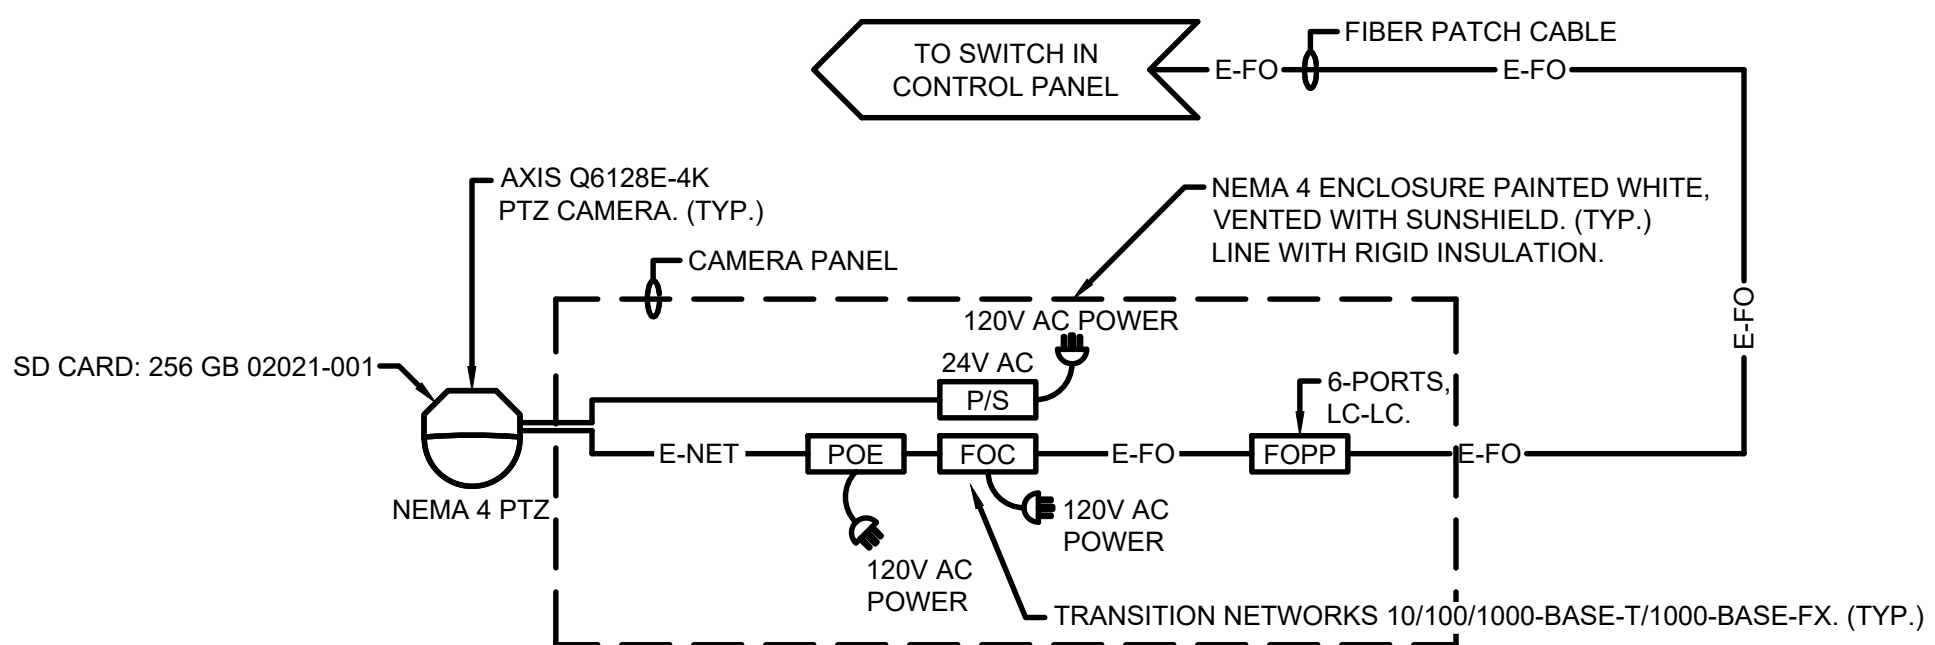 FIBER PATCH CABLE
TO SWITCH IN
CONTROL PANEL
E-FO
E-FO
AXIS Q6128E-4K
PTZ CAMERA. (TYP.)
NEMA 4 ENCLOSURE PAINTED WHITE,
VENTED WITH SUNSHIELD. (TYP.)
LINE WITH RIGID INSULATION.
CAMERA PANEL
E-FO
120V AC POWER
SD CARD: 256 GB 02021-001
24V AC
P/S
6-PORTS,
LC-LC.
E-NET
POE
FOC
E-FO
FOPP
E-FO
NEMA 4 PTZ
120V AC
POWER
120V AC
POWER
TRANSITION NETWORKS 10/100/1000-BASE-T/1000-BASE-FX. (TYP.)